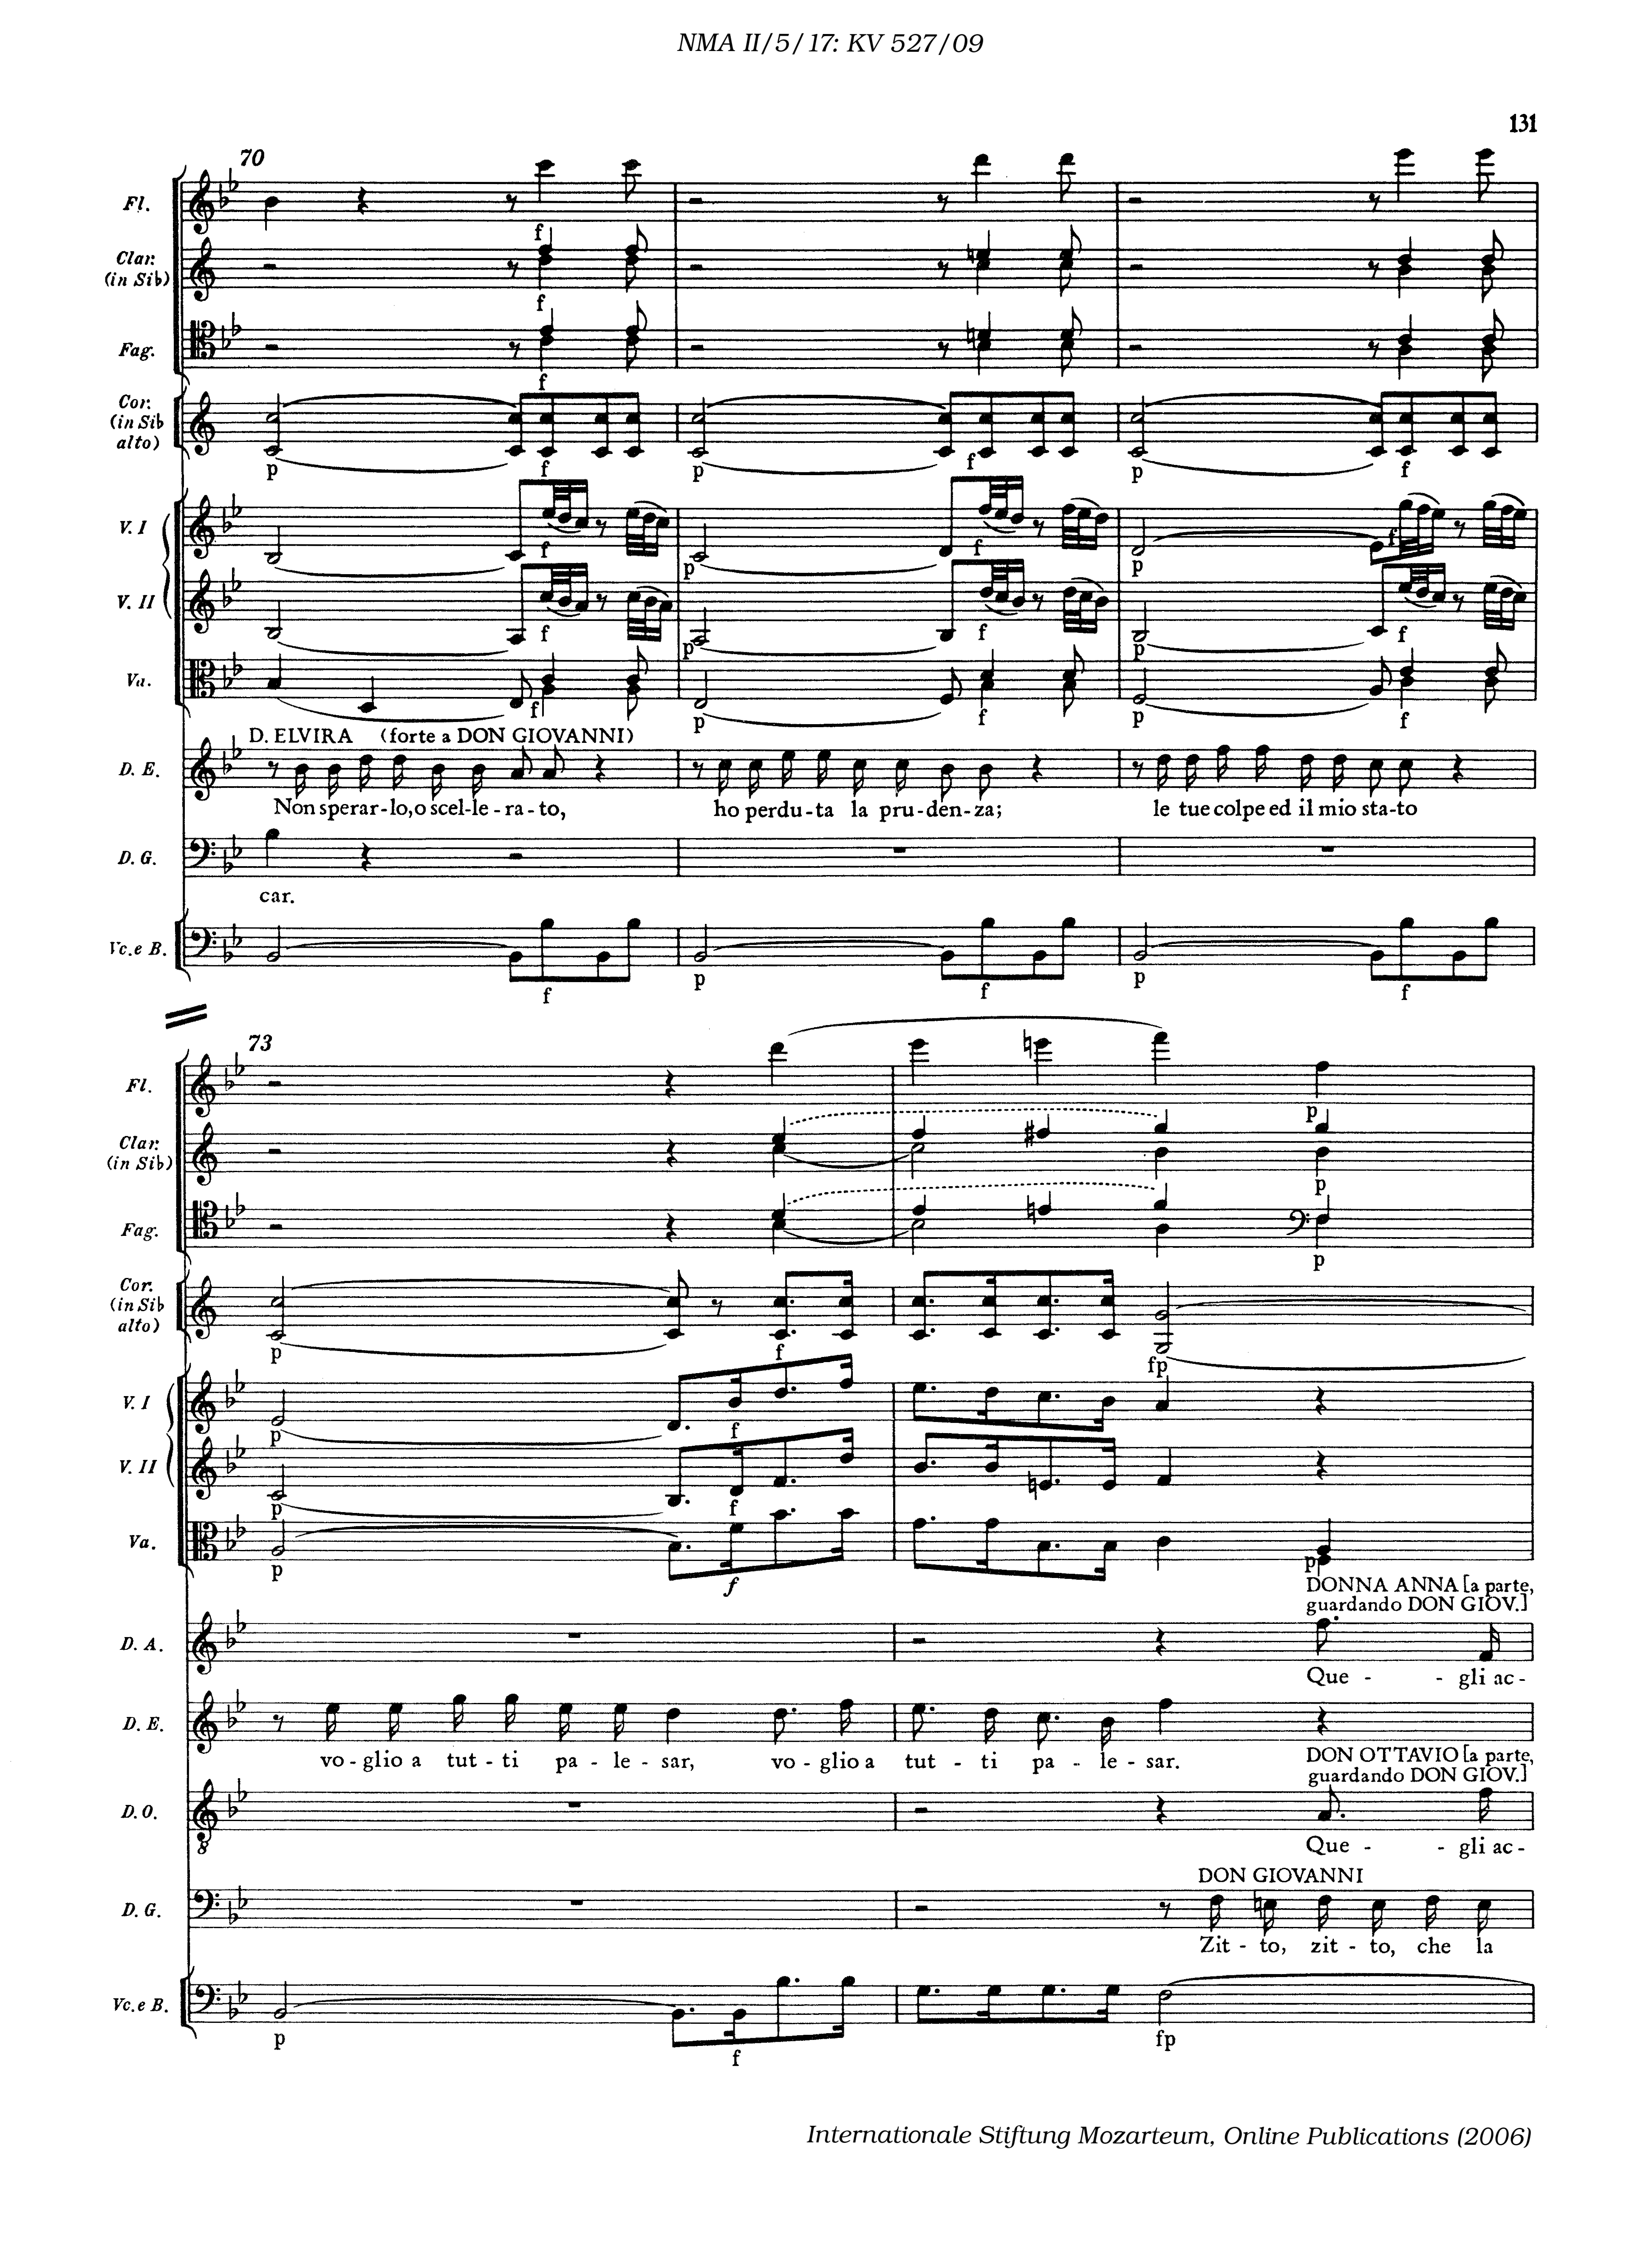 NMA II/5/17: KV 527/09
131
70
Fl.
f
Clar.
(in Sib)
f
Fag.
f
Cor.
(in Sib
alto)
p f p f p f
V. I
f p f p f
V. II
f p f p f
Va.
f p f p f
D. ELVIRA (forte a DON GIOVANNI)
D. E.
Non sperar-lo,o scel-le-ra-to, ho perdu-ta la pru-den-za; le tue colpe ed il mio sta-to
D. G.
car.
Vc.e B.
f p f p f
73
Fl.
p
Clar.
(in Sib)
p
Fag.
p
Cor.
(in Sib
alto)
p f fp
V. I
p f
V. II
p f
Va.
p f p
DONNA ANNA [a parte,
guardando DON GIOV.]
D. A.
Que - - gli ac-
D. E.
vo-glio a tut-ti pa-le-sar, vo-glio a tut-ti pa-le-sar.
DON OTTAVIO [a parte,
guardando DON GIOV.]
D. O.
8
Que - - gli ac-
DON GIOVANNI
D. G.
Zit-to, zit-to, che la
Vc.e B.
p f fp
Internationale Stiftung Mozarteum, Online Publications (2006)